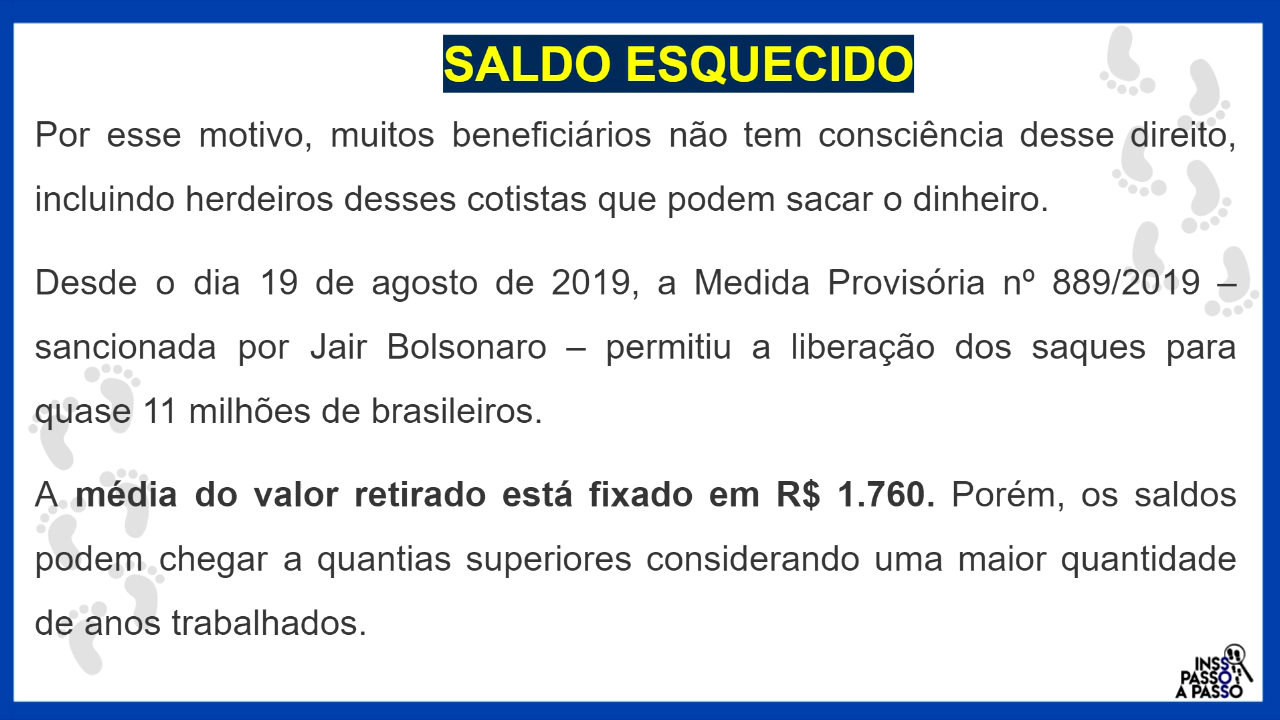 SALDO ESQUECIDO
Por esse motivo, muitos beneficiários não tem consciência desse direito,
incluindo herdeiros desses cotistas que podem sacar o dinheiro.
Desde o dia 19 de agosto de 2019, a Medida Provisória nº 889/2019 –
sancionada por Jair Bolsonaro – permitiu a liberação dos saques para
quase 11 milhões de brasileiros.
A média do valor retirado está fixado em R$ 1.760. Porém, os saldos
podem chegar a quantias superiores considerando uma maior quantidade
de anos trabalhados.
INSS
PASSO
A PASSO